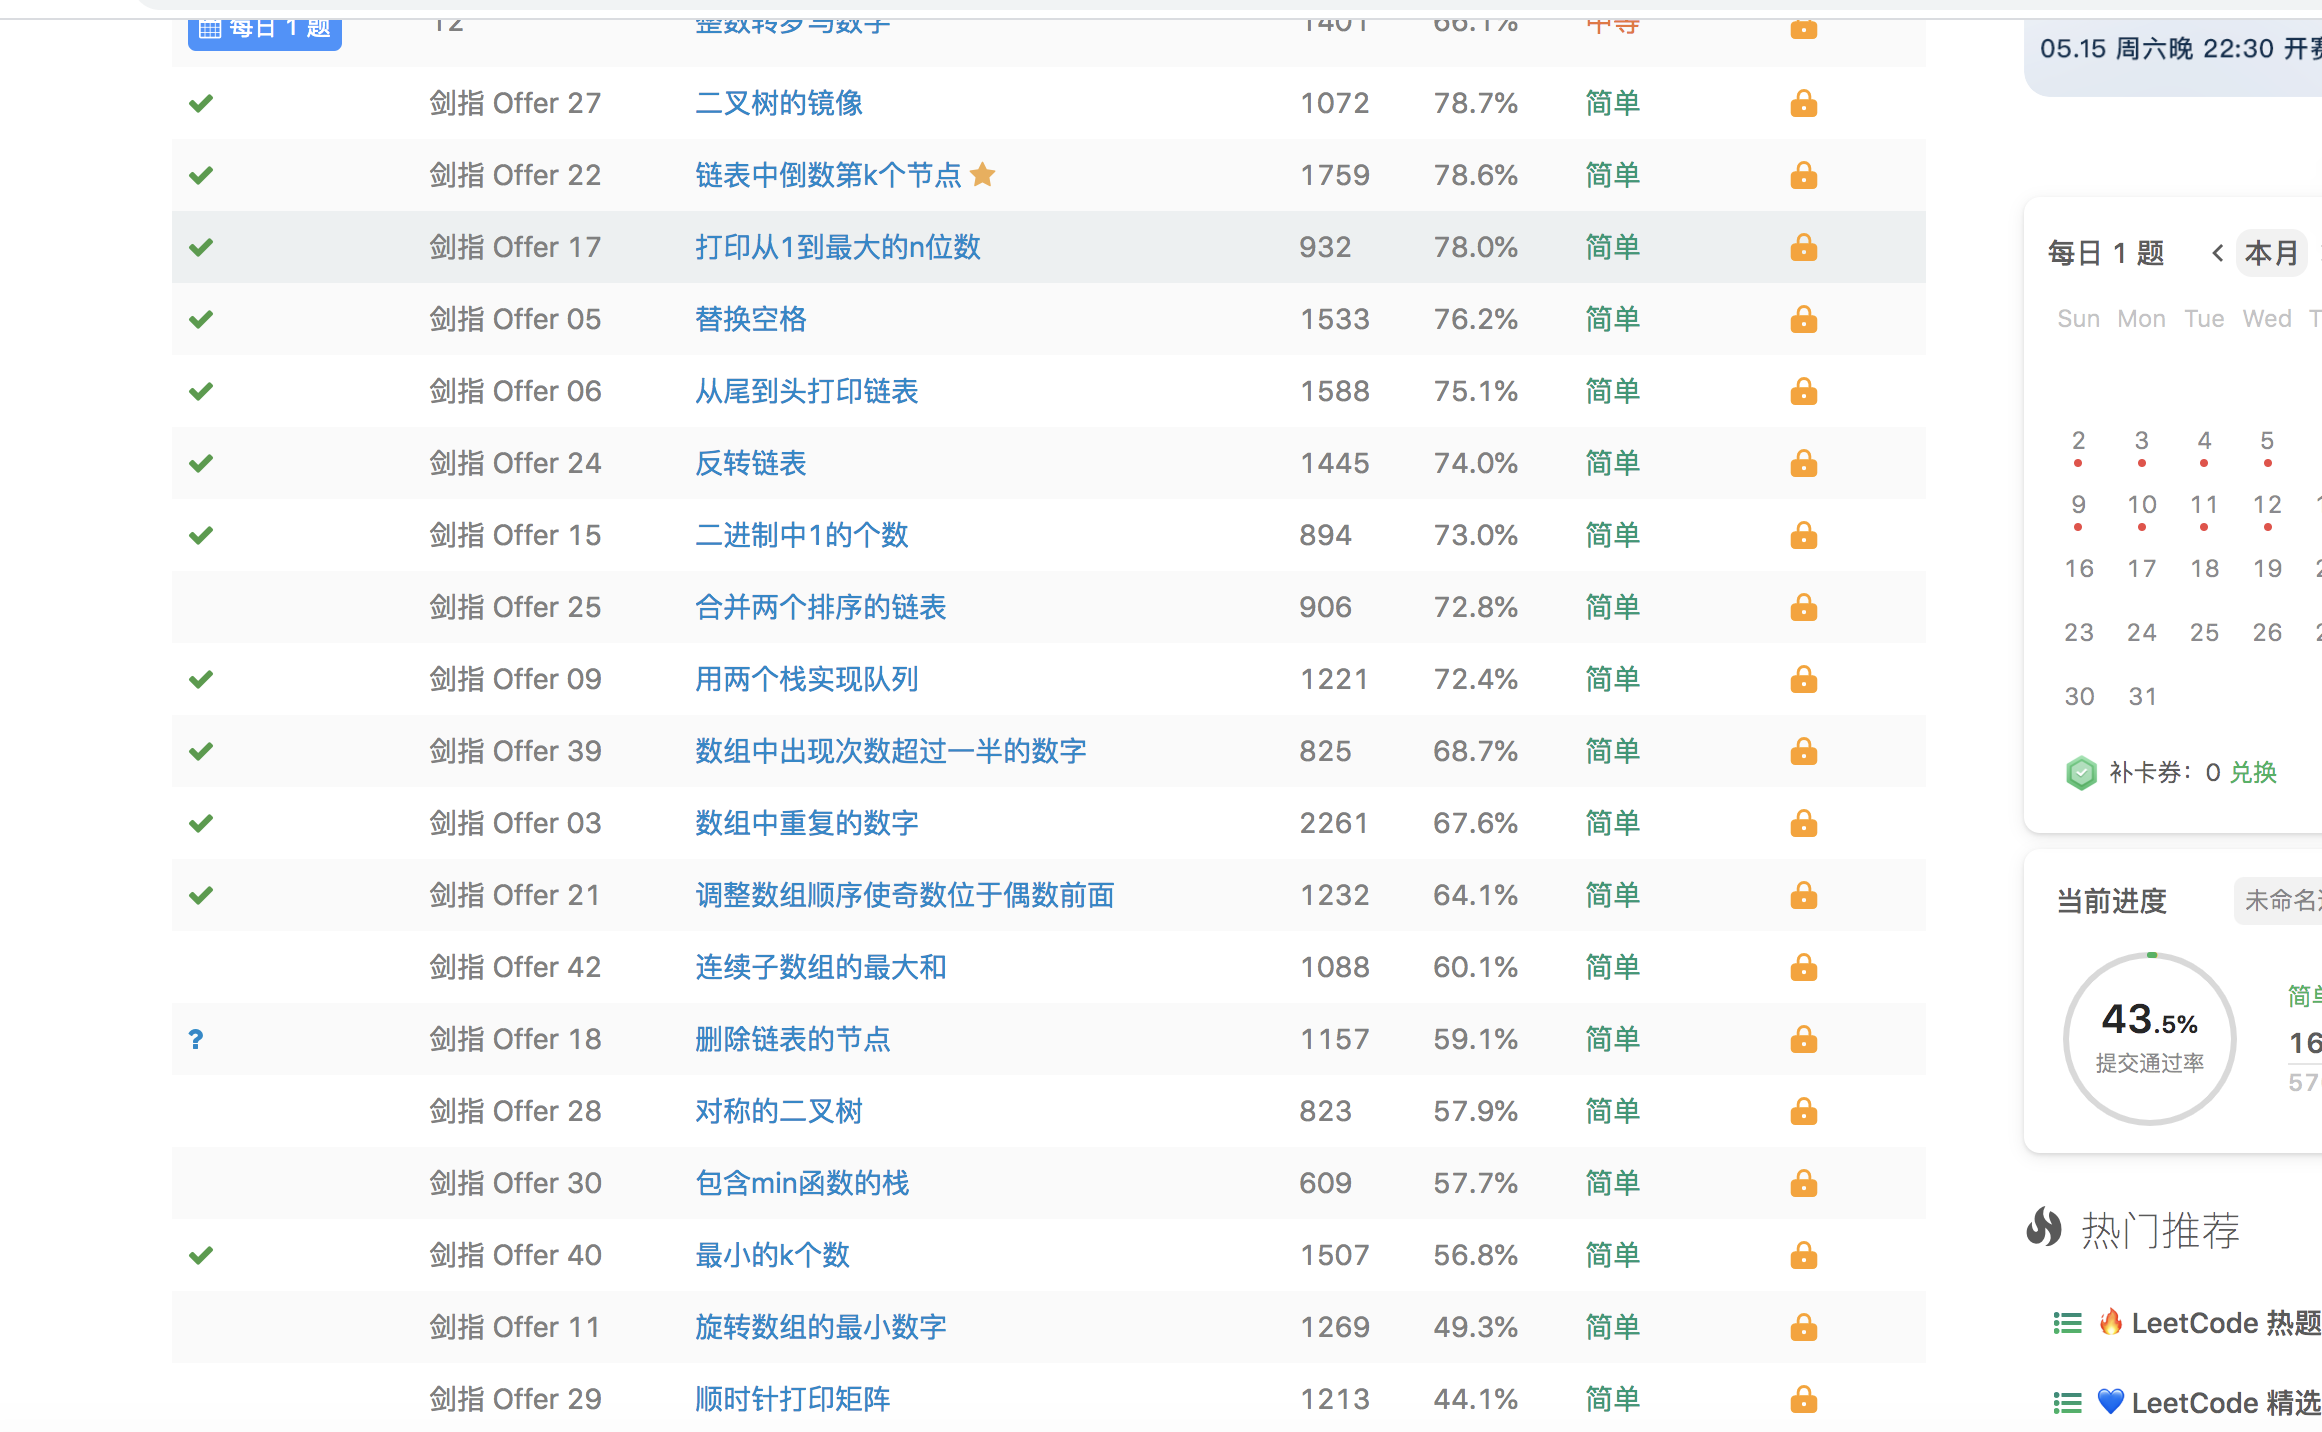 每日 1 题 12 整数转罗马数字 1401 66.1% 中等
剑指 Offer 27 二叉树的镜像 1072 78.7% 简单
剑指 Offer 22 链表中倒数第k个节点 1759 78.6% 简单
剑指 Offer 17 打印从1到最大的n位数 932 78.0% 简单
剑指 Offer 05 替换空格 1533 76.2% 简单
剑指 Offer 06 从尾到头打印链表 1588 75.1% 简单
剑指 Offer 24 反转链表 1445 74.0% 简单
剑指 Offer 15 二进制中1的个数 894 73.0% 简单
剑指 Offer 25 合并两个排序的链表 906 72.8% 简单
剑指 Offer 09 用两个栈实现队列 1221 72.4% 简单
剑指 Offer 39 数组中出现次数超过一半的数字 825 68.7% 简单
剑指 Offer 03 数组中重复的数字 2261 67.6% 简单
剑指 Offer 21 调整数组顺序使奇数位于偶数前面 1232 64.1% 简单
剑指 Offer 42 连续子数组的最大和 1088 60.1% 简单
? 剑指 Offer 18 删除链表的节点 1157 59.1% 简单
剑指 Offer 28 对称的二叉树 823 57.9% 简单
剑指 Offer 30 包含min函数的栈 609 57.7% 简单
剑指 Offer 40 最小的k个数 1507 56.8% 简单
剑指 Offer 11 旋转数组的最小数字 1269 49.3% 简单
剑指 Offer 29 顺时针打印矩阵 1213 44.1% 简单
05.15 周六晚 22:30 开赛
每日 1 题 < 本月
Sun Mon Tue Wed
2 3 4 5
9 10 11 12
16 17 18 19
23 24 25 26
30 31
补卡券：0 兑换
当前进度 未命名
43.5%
提交通过率
简单
16
57
热门推荐
LeetCode 热题
LeetCode 精选